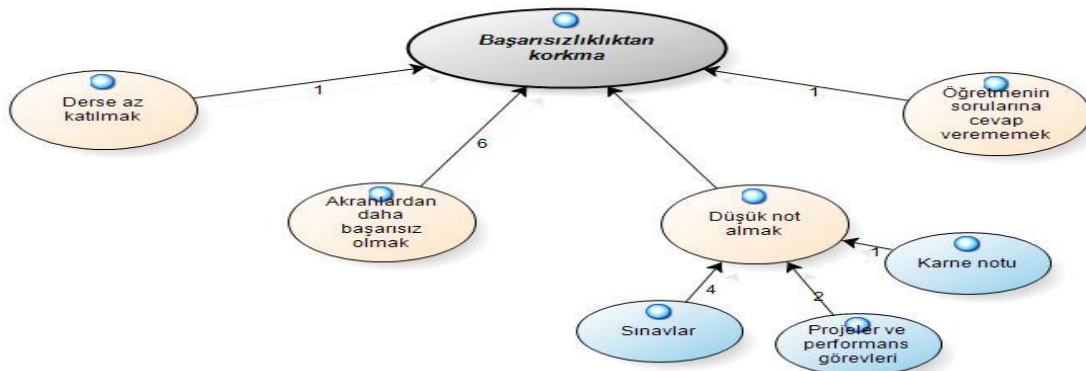 Başarısızlıklıktan
korkma
Derse az
katılmak
1
1
Öğretmenin
sorularına
cevap
verememek
6
Akranlardan
daha
başarısız
olmak
Düşük not
almak
1
Karne notu
4
2
Sınavlar
Projeler ve
performans
görevleri